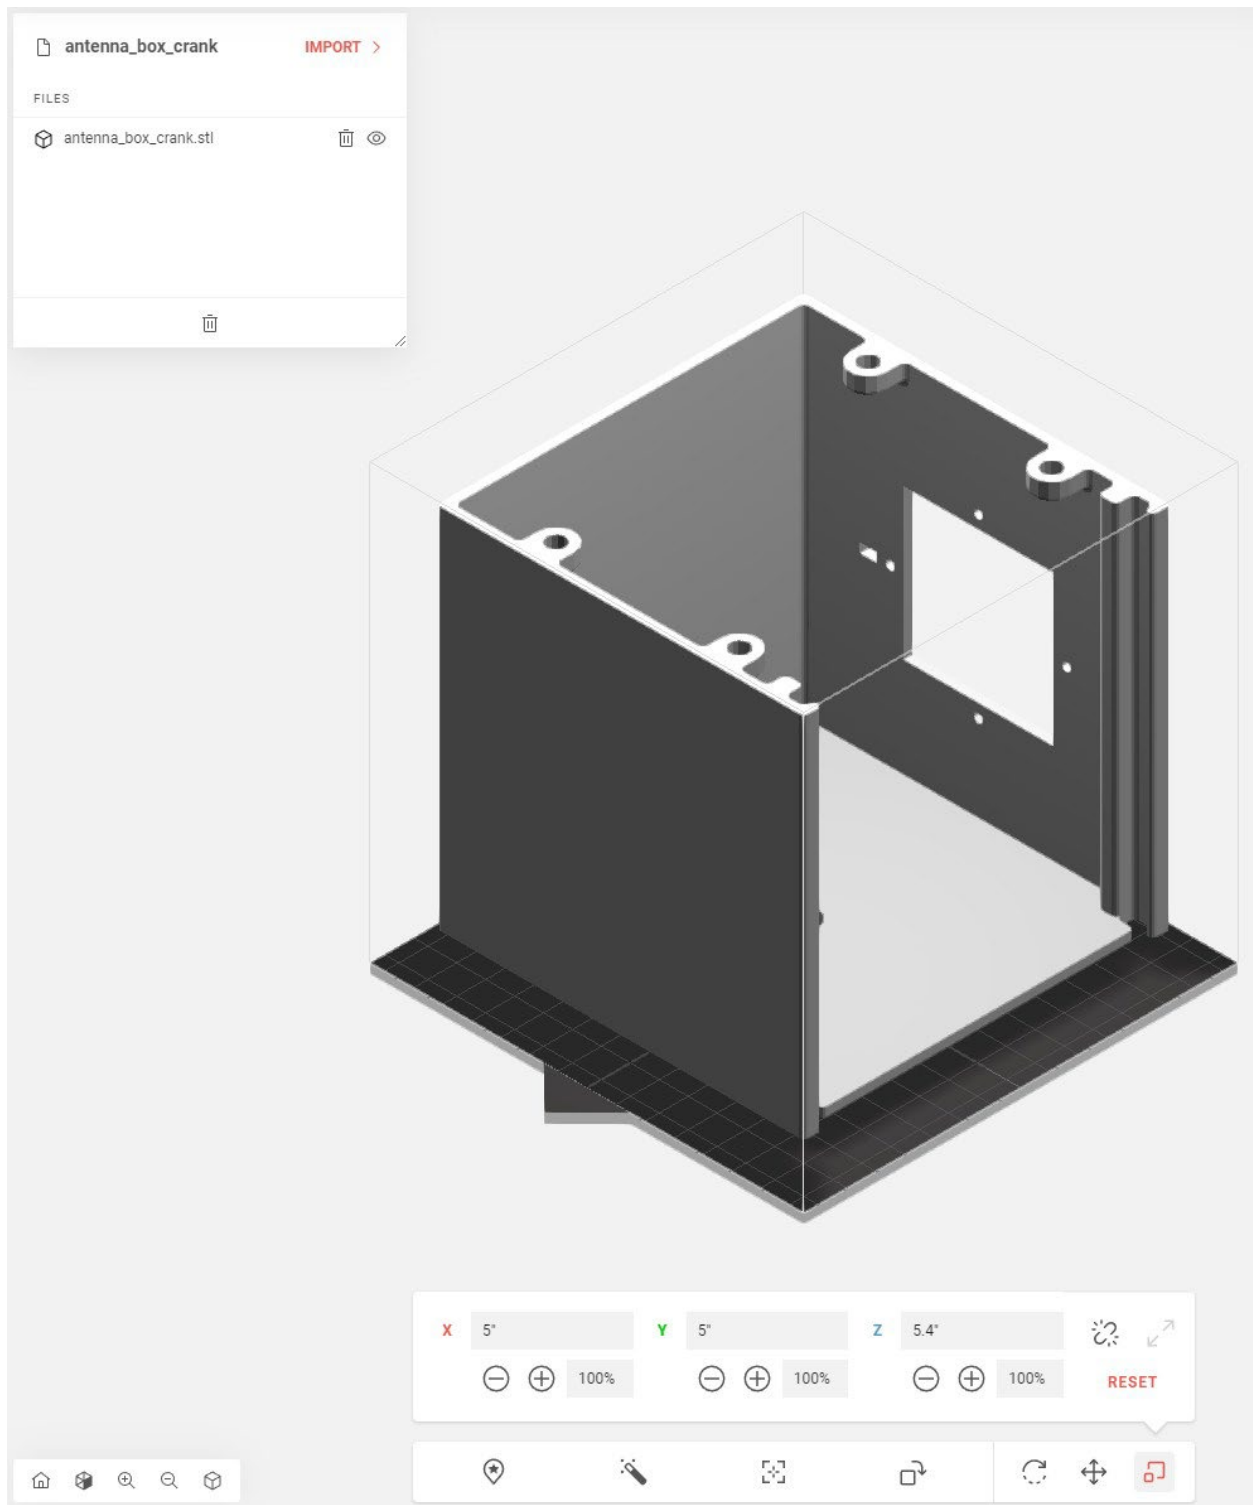 antenna_box_crank IMPORT >
FILES
antenna_box_crank.stl
X 5" Y 5" Z 5.4"
100% 100% 100% RESET